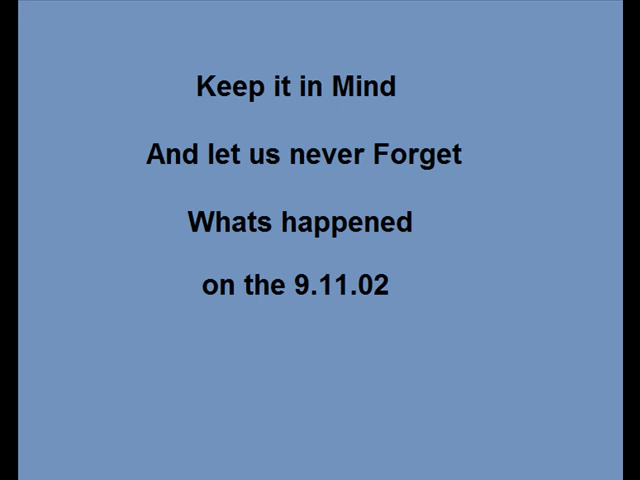 Keep it in Mind
And let us never Forget
Whats happened
on the 9.11.02